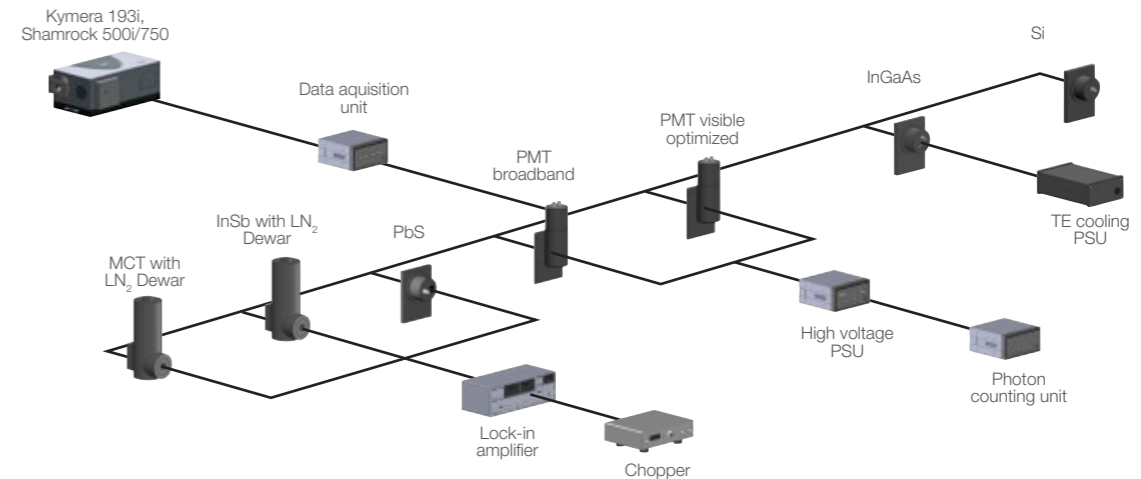 Kymera 193i,
Shamrock 500i/750
Si
InGaAs
Data aquisition
unit
PMT visible
optimized
PMT
broadband
InSb with LN₂
Dewar
PbS
TE cooling
PSU
MCT with
LN₂ Dewar
High voltage
PSU
Photon
counting unit
Lock-in
amplifier
Chopper